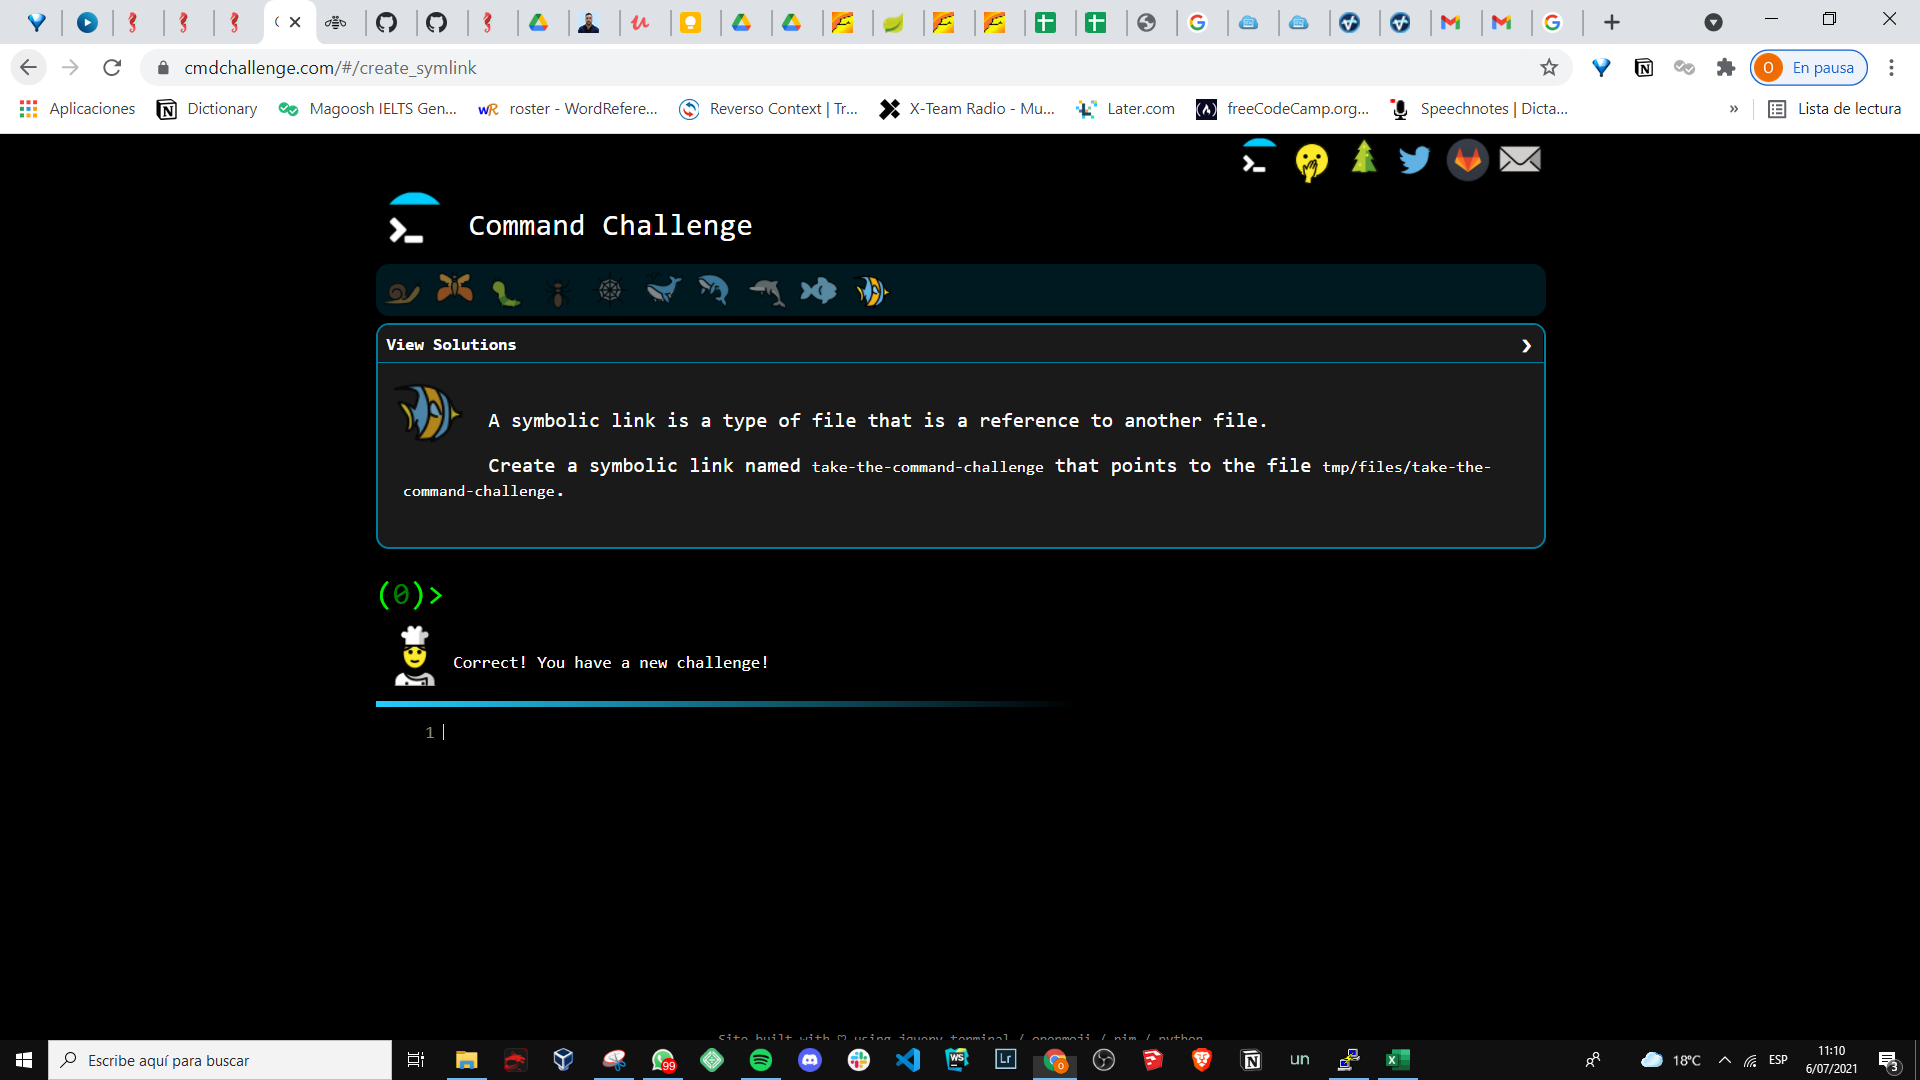 cmdchallenge.com/#/create_symlink
En pausa
Aplicaciones
Dictionary
Magoosh IELTS Gen...
roster - WordRefere...
Reverso Context | Tr...
X-Team Radio - Mu...
Later.com
freeCodeCamp.org...
Speechnotes | Dicta...
»
Lista de lectura
Command Challenge
View Solutions
A symbolic link is a type of file that is a reference to another file.
Create a symbolic link named take-the-command-challenge that points to the file tmp/files/take-the-
command-challenge.
(0)>
Correct! You have a new challenge!
1
Site built with ♡ using jquery.terminal / openmoji / nim / python
Escribe aquí para buscar
99
WS
Lr
un
18°C
ESP
11:10
6/07/2021
3